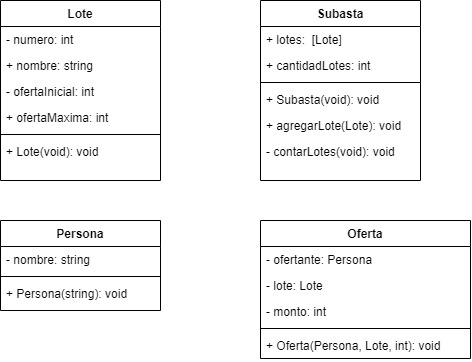 Lote
- numero: int
+ nombre: string
- ofertaInicial: int
+ ofertaMaxima: int
+ Lote(void): void
Subasta
+ lotes:  [Lote]
+ cantidadLotes: int
+ Subasta(void): void
+ agregarLote(Lote): void
- contarLotes(void): void
Persona
- nombre: string
+ Persona(string): void
Oferta
- ofertante: Persona
- lote: Lote
- monto: int
+ Oferta(Persona, Lote, int): void